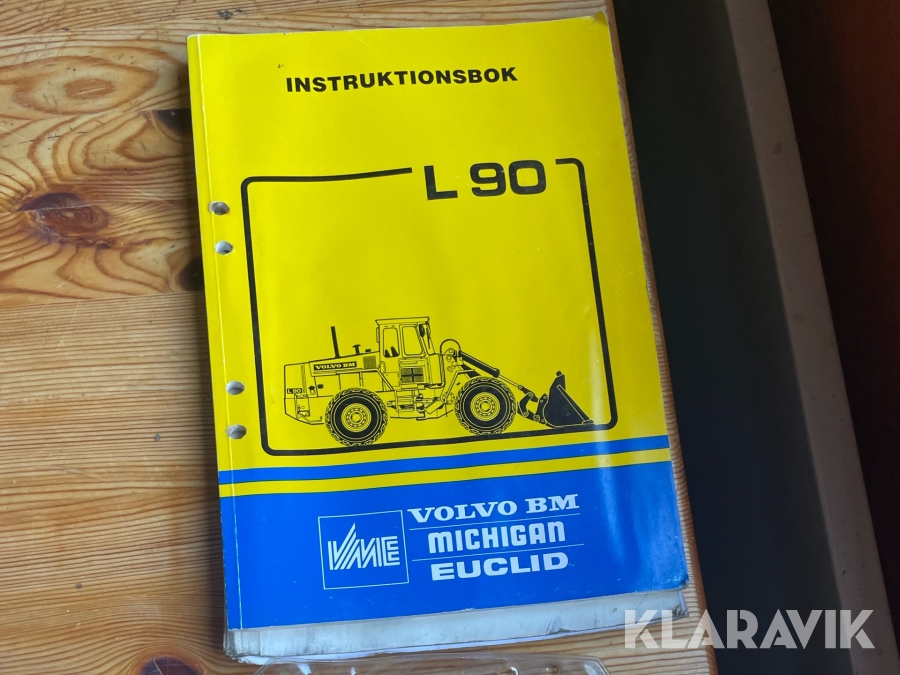 INSTRUKTIONSBOK
L 90
VOLVO BM
L 90
VME
VOLVO BM
MICHIGAN
EUCLID
KLARAVIK